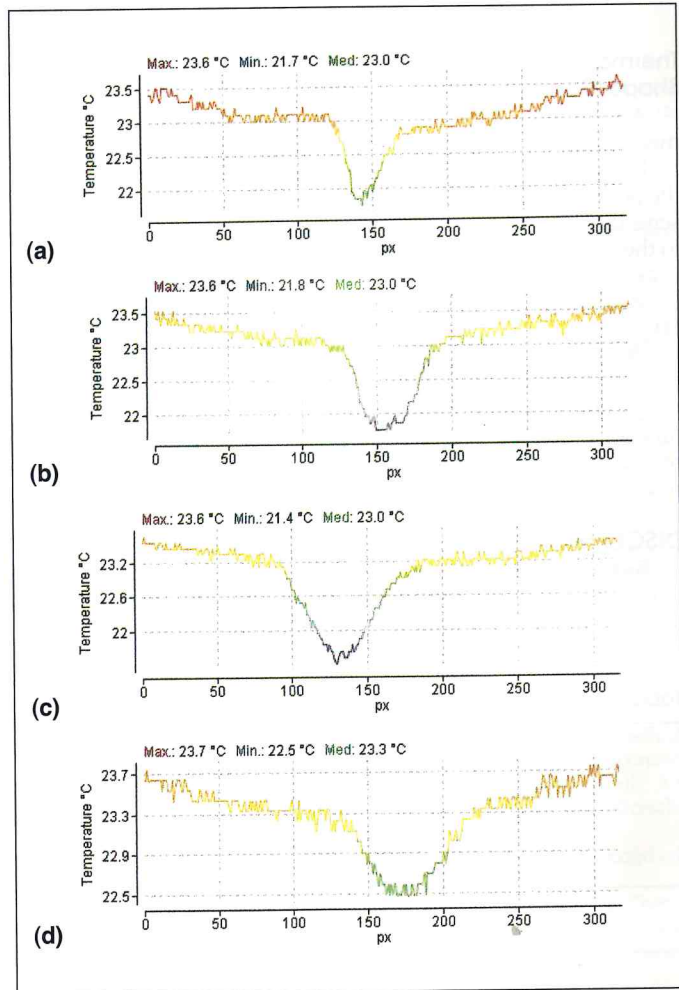 Max.: 23.6 °C Min.: 21.7 °C Med: 23.0 °C
Temperature °C
23.5
23
22.5
22
0 50 100 150 200 250 300
px
(a)
Max.: 23.6 °C Min.: 21.8 °C Med: 23.0 °C
Temperature °C
23.5
23
22.5
22
0 50 100 150 200 250 300
px
(b)
Max.: 23.6 °C Min.: 21.4 °C Med: 23.0 °C
Temperature °C
23.2
22.6
22
0 50 100 150 200 250 300
px
(c)
Max.: 23.7 °C Min.: 22.5 °C Med: 23.3 °C
Temperature °C
23.7
23.3
22.9
22.5
0 50 100 150 200 250 300
px
(d)